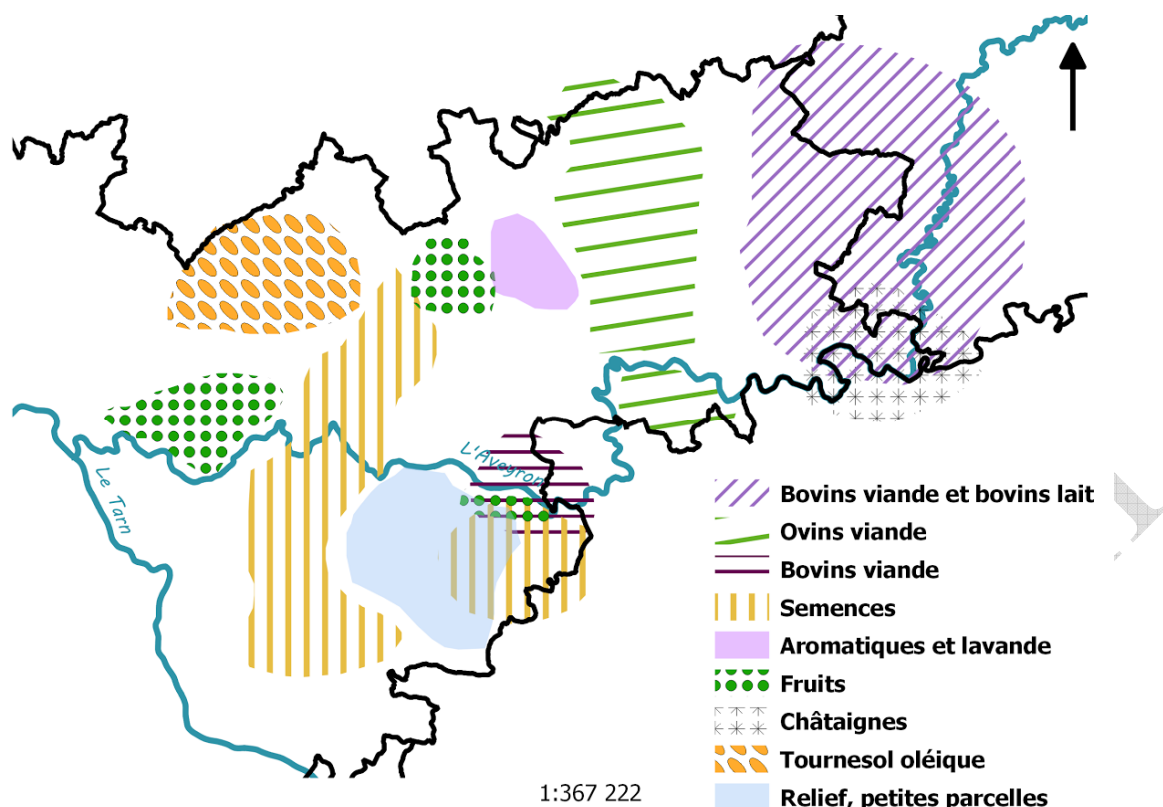 Le Tarn
L'Aveyron
Bovins viande et bovins lait
Ovins viande
Bovins viande
Semences
Aromatiques et lavande
Fruits
Châtaignes
Tournesol oléique
Relief, petites parcelles
1:367 222